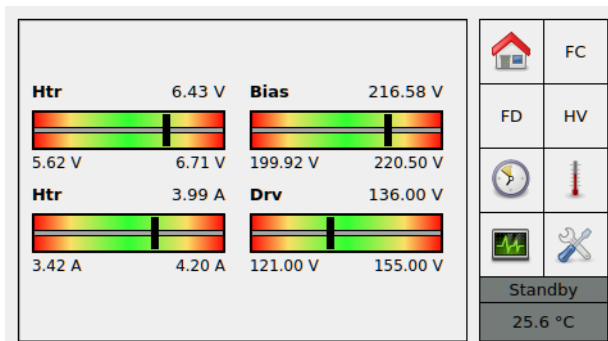 Htr 6.43 V Bias 216.58 V
5.62 V 6.71 V 199.92 V 220.50 V
Htr 3.99 A Drv 136.00 V
3.42 A 4.20 A 121.00 V 155.00 V
FC
FD HV
Standby
25.6 °C